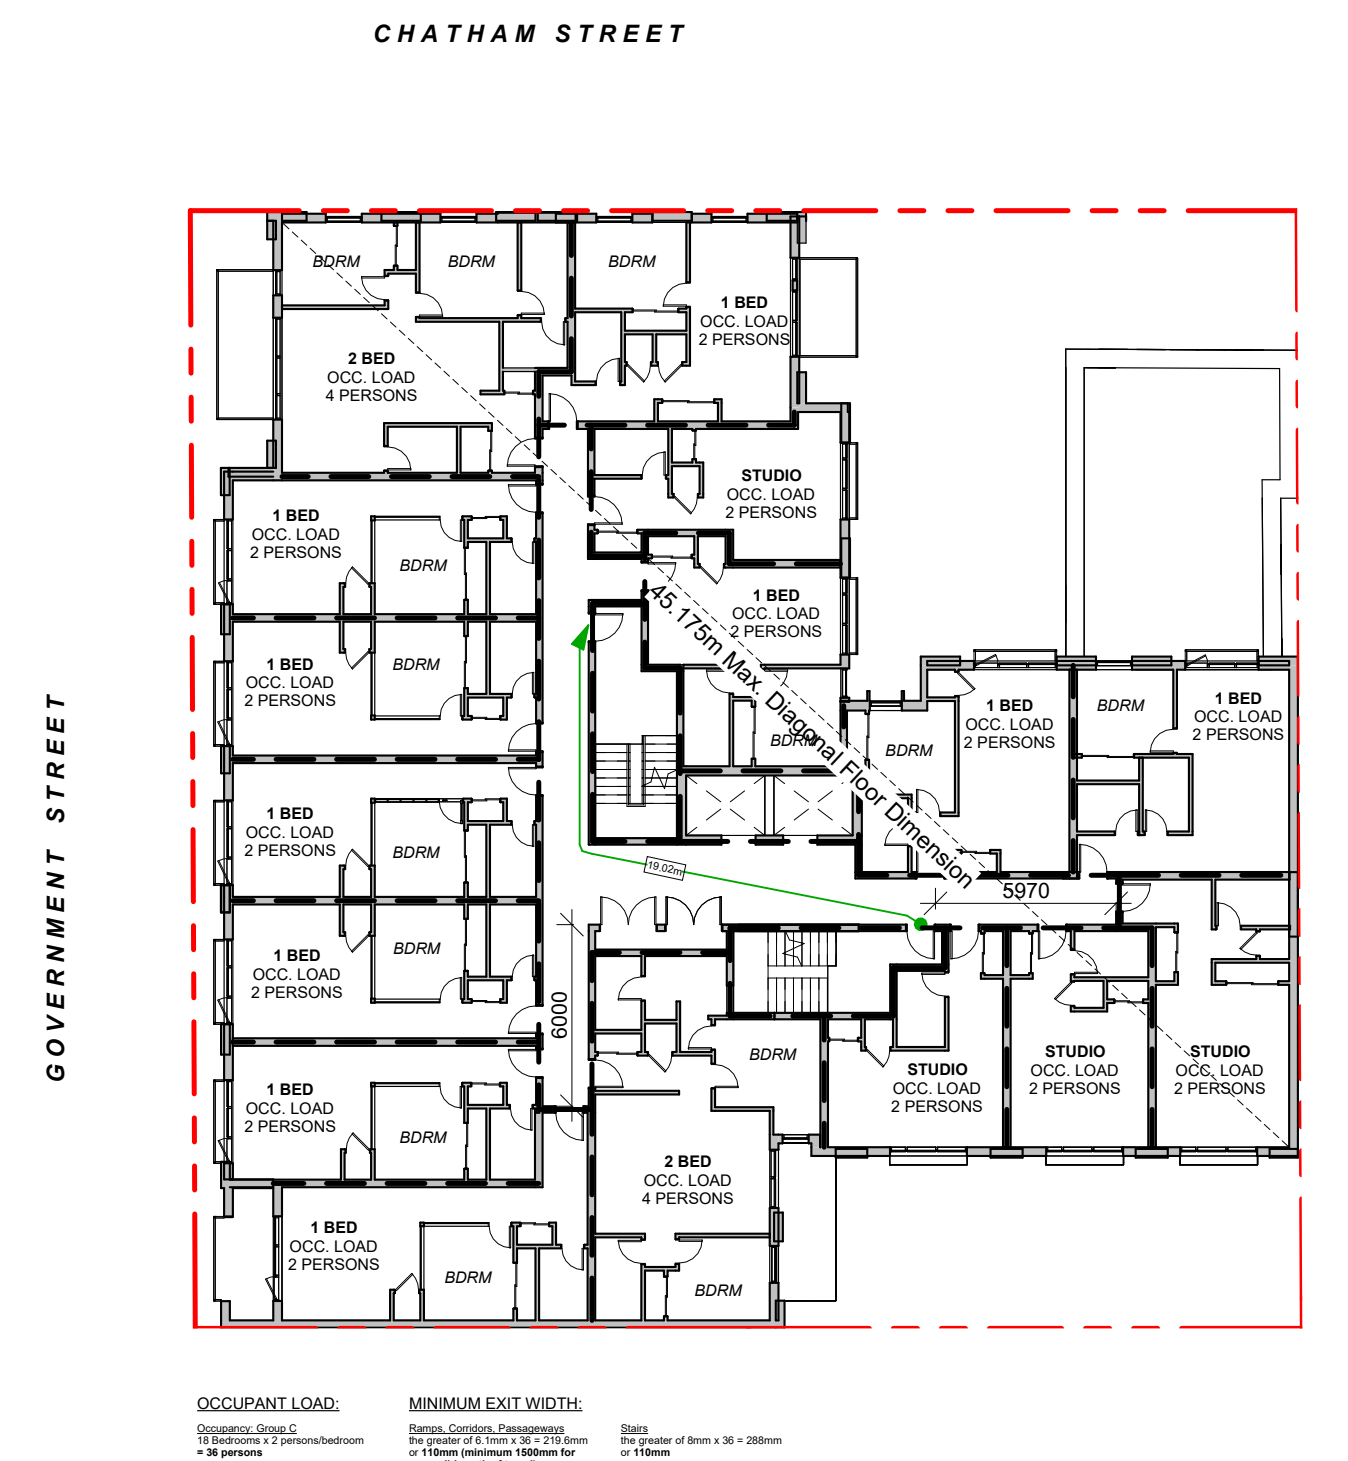 CHATHAM STREET
GOVERNMENT STREET
BDRM
BDRM
BDRM
1 BED
OCC. LOAD
2 PERSONS
2 BED
OCC. LOAD
4 PERSONS
STUDIO
OCC. LOAD
2 PERSONS
1 BED
OCC. LOAD
2 PERSONS
BDRM
1 BED
OCC. LOAD
2 PERSONS
45.175m Max. Diagonal Floor Dimension
1 BED
OCC. LOAD
2 PERSONS
BDRM
BDRM
BDRM
1 BED
OCC. LOAD
2 PERSONS
BDRM
1 BED
OCC. LOAD
2 PERSONS
1 BED
OCC. LOAD
2 PERSONS
BDRM
19.02m
5970
1 BED
OCC. LOAD
2 PERSONS
BDRM
6000
1 BED
OCC. LOAD
2 PERSONS
BDRM
BDRM
STUDIO
OCC. LOAD
2 PERSONS
STUDIO
OCC. LOAD
2 PERSONS
STUDIO
OCC. LOAD
2 PERSONS
2 BED
OCC. LOAD
4 PERSONS
1 BED
OCC. LOAD
2 PERSONS
BDRM
BDRM
OCCUPANT LOAD:
Occupancy: Group C
18 Bedrooms x 2 persons/bedroom
= 36 persons
MINIMUM EXIT WIDTH:
Ramps, Corridors, Passageways
the greater of 6.1mm x 36 = 219.6mm
or 110mm (minimum 1500mm for
Stairs
the greater of 8mm x 36 = 288mm
or 110mm